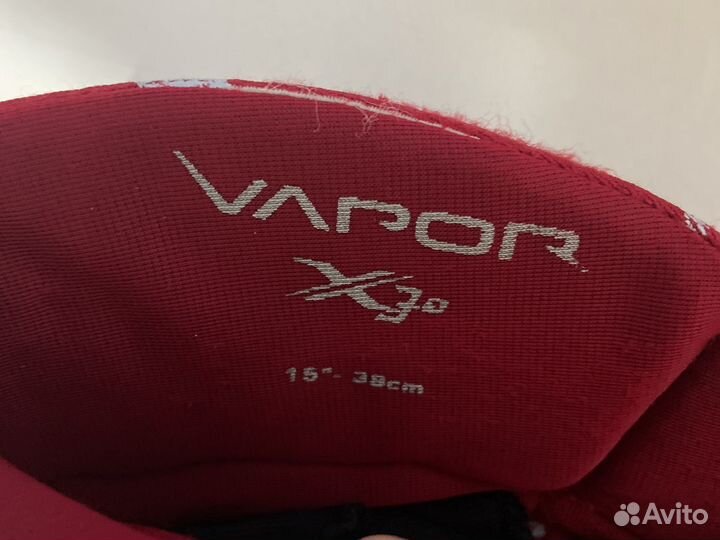 VAPOR
X3.0
15"- 38cm
Avito